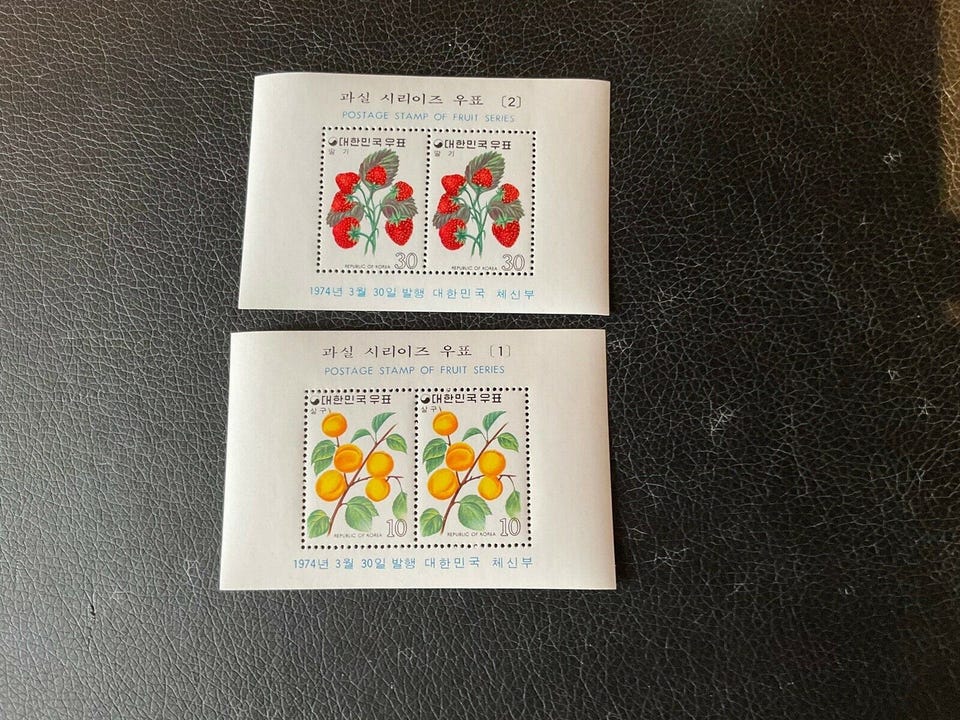 과실 시리이즈 우표 〔2〕
POSTAGE STAMP OF FRUIT SERIES
대한민국우표 대한민국우표
딸 기 딸 기
REPUBLIC OF KOREA 30 REPUBLIC OF KOREA 30
1974년 3월 30일 발행 대한민국 체신부
과실 시리이즈 우표 〔1〕
POSTAGE STAMP OF FRUIT SERIES
대한민국우표 대한민국우표
살구 살구
REPUBLIC OF KOREA 10 REPUBLIC OF KOREA 10
1974년 3월 30일 발행 대한민국 체신부